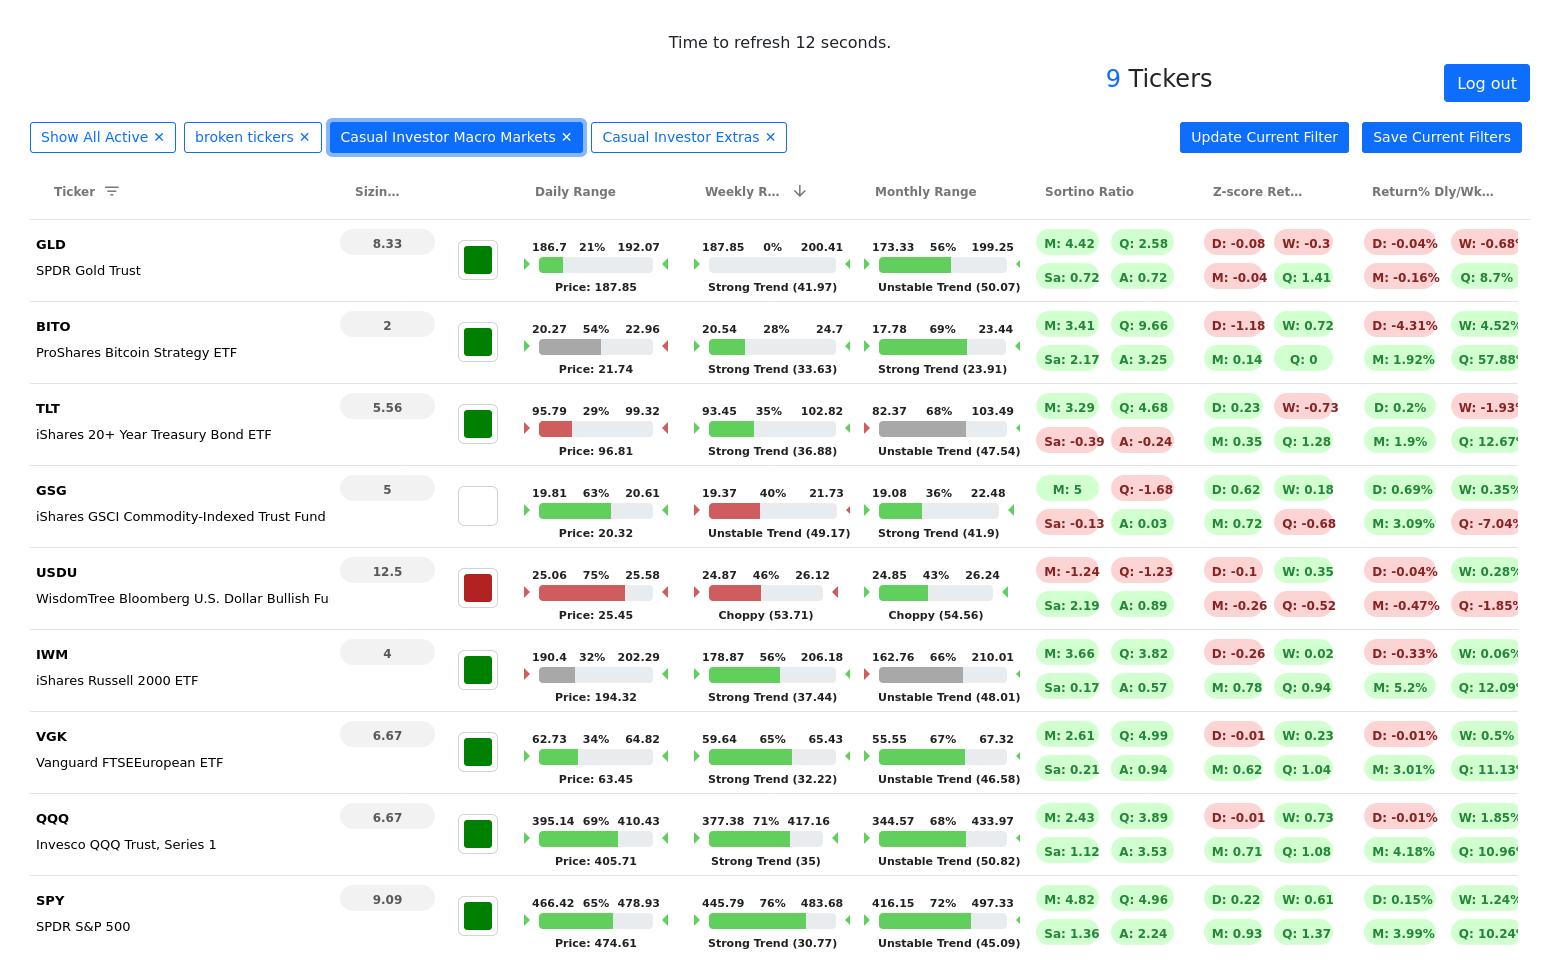 Time to refresh 12 seconds.
9 Tickers
Log out
Show All Active ✕ broken tickers ✕ Casual Investor Macro Markets ✕ Casual Investor Extras ✕ Update Current Filter Save Current Filters
Ticker Sizin… Daily Range Weekly R… Monthly Range Sortino Ratio Z-score Ret… Return% Dly/Wk…
GLD 8.33 186.7 21% 192.07 187.85 0% 200.41 173.33 56% 199.25 M: 4.42 Q: 2.58 D: -0.08 W: -0.3 D: -0.04% W: -0.68%
SPDR Gold Trust Sa: 0.72 A: 0.72 M: -0.04 Q: 1.41 M: -0.16% Q: 8.7%
Price: 187.85 Strong Trend (41.97) Unstable Trend (50.07)
BITO 2 20.27 54% 22.96 20.54 28% 24.7 17.78 69% 23.44 M: 3.41 Q: 9.66 D: -1.18 W: 0.72 D: -4.31% W: 4.52%
ProShares Bitcoin Strategy ETF Sa: 2.17 A: 3.25 M: 0.14 Q: 0 M: 1.92% Q: 57.88%
Price: 21.74 Strong Trend (33.63) Strong Trend (23.91)
TLT 5.56 95.79 29% 99.32 93.45 35% 102.82 82.37 68% 103.49 M: 3.29 Q: 4.68 D: 0.23 W: -0.73 D: 0.2% W: -1.93%
iShares 20+ Year Treasury Bond ETF Sa: -0.39 A: -0.24 M: 0.35 Q: 1.28 M: 1.9% Q: 12.67%
Price: 96.81 Strong Trend (36.88) Unstable Trend (47.54)
GSG 5 19.81 63% 20.61 19.37 40% 21.73 19.08 36% 22.48 M: 5 Q: -1.68 D: 0.62 W: 0.18 D: 0.69% W: 0.35%
iShares GSCI Commodity-Indexed Trust Fund Sa: -0.13 A: 0.03 M: 0.72 Q: -0.68 M: 3.09% Q: -7.04%
Price: 20.32 Unstable Trend (49.17) Strong Trend (41.9)
USDU 12.5 25.06 75% 25.58 24.87 46% 26.12 24.85 43% 26.24 M: -1.24 Q: -1.23 D: -0.1 W: 0.35 D: -0.04% W: 0.28%
WisdomTree Bloomberg U.S. Dollar Bullish Fu Sa: 2.19 A: 0.89 M: -0.26 Q: -0.52 M: -0.47% Q: -1.85%
Price: 25.45 Choppy (53.71) Choppy (54.56)
IWM 4 190.4 32% 202.29 178.87 56% 206.18 162.76 66% 210.01 M: 3.66 Q: 3.82 D: -0.26 W: 0.02 D: -0.33% W: 0.06%
iShares Russell 2000 ETF Sa: 0.17 A: 0.57 M: 0.78 Q: 0.94 M: 5.2% Q: 12.09%
Price: 194.32 Strong Trend (37.44) Unstable Trend (48.01)
VGK 6.67 62.73 34% 64.82 59.64 65% 65.43 55.55 67% 67.32 M: 2.61 Q: 4.99 D: -0.01 W: 0.23 D: -0.01% W: 0.5%
Vanguard FTSEEuropean ETF Sa: 0.21 A: 0.94 M: 0.62 Q: 1.04 M: 3.01% Q: 11.13%
Price: 63.45 Strong Trend (32.22) Unstable Trend (46.58)
QQQ 6.67 395.14 69% 410.43 377.38 71% 417.16 344.57 68% 433.97 M: 2.43 Q: 3.89 D: -0.01 W: 0.73 D: -0.01% W: 1.85%
Invesco QQQ Trust, Series 1 Sa: 1.12 A: 3.53 M: 0.71 Q: 1.08 M: 4.18% Q: 10.96%
Price: 405.71 Strong Trend (35) Unstable Trend (50.82)
SPY 9.09 466.42 65% 478.93 445.79 76% 483.68 416.15 72% 497.33 M: 4.82 Q: 4.96 D: 0.22 W: 0.61 D: 0.15% W: 1.24%
SPDR S&P 500 Sa: 1.36 A: 2.24 M: 0.93 Q: 1.37 M: 3.99% Q: 10.24%
Price: 474.61 Strong Trend (30.77) Unstable Trend (45.09)